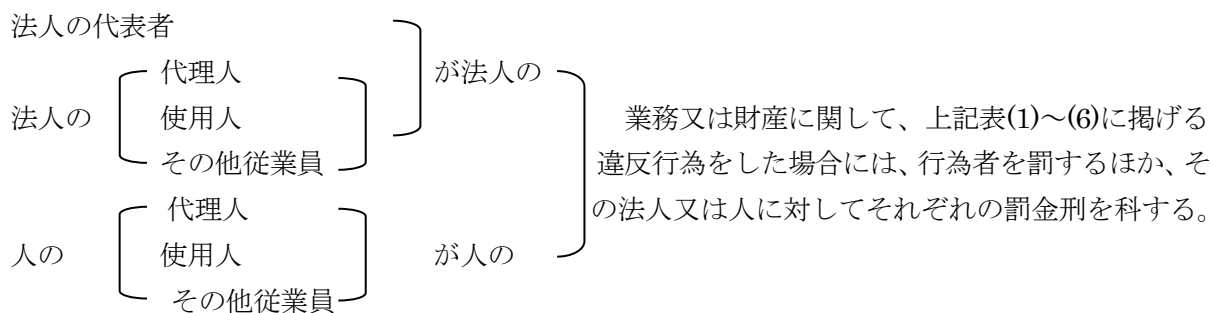 法人の代表者
代理人 が法人の
法人の 使用人 業務又は財産に関して、上記表(1)～(6)に掲げる
その他従業員 違反行為をした場合には、行為者を罰するほか、そ
代理人 の法人又は人に対してそれぞれの罰金刑を科する。
人の 使用人 が人の
その他従業員